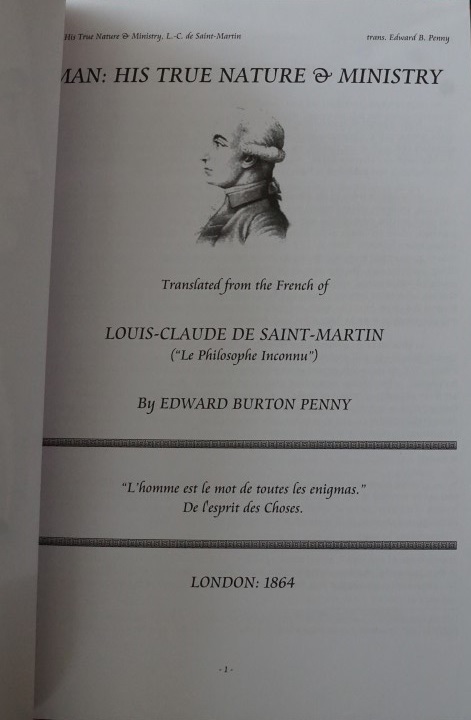 His True Nature & Ministry, L.-C. de Saint-Martin trans. Edward B. Penny
MAN: HIS TRUE NATURE & MINISTRY
Translated from the French of
LOUIS-CLAUDE DE SAINT-MARTIN
("Le Philosophe Inconnu")
By EDWARD BURTON PENNY
"L'homme est le mot de toutes les enigmas."
De l'esprit des Choses.
LONDON: 1864
- 1 -